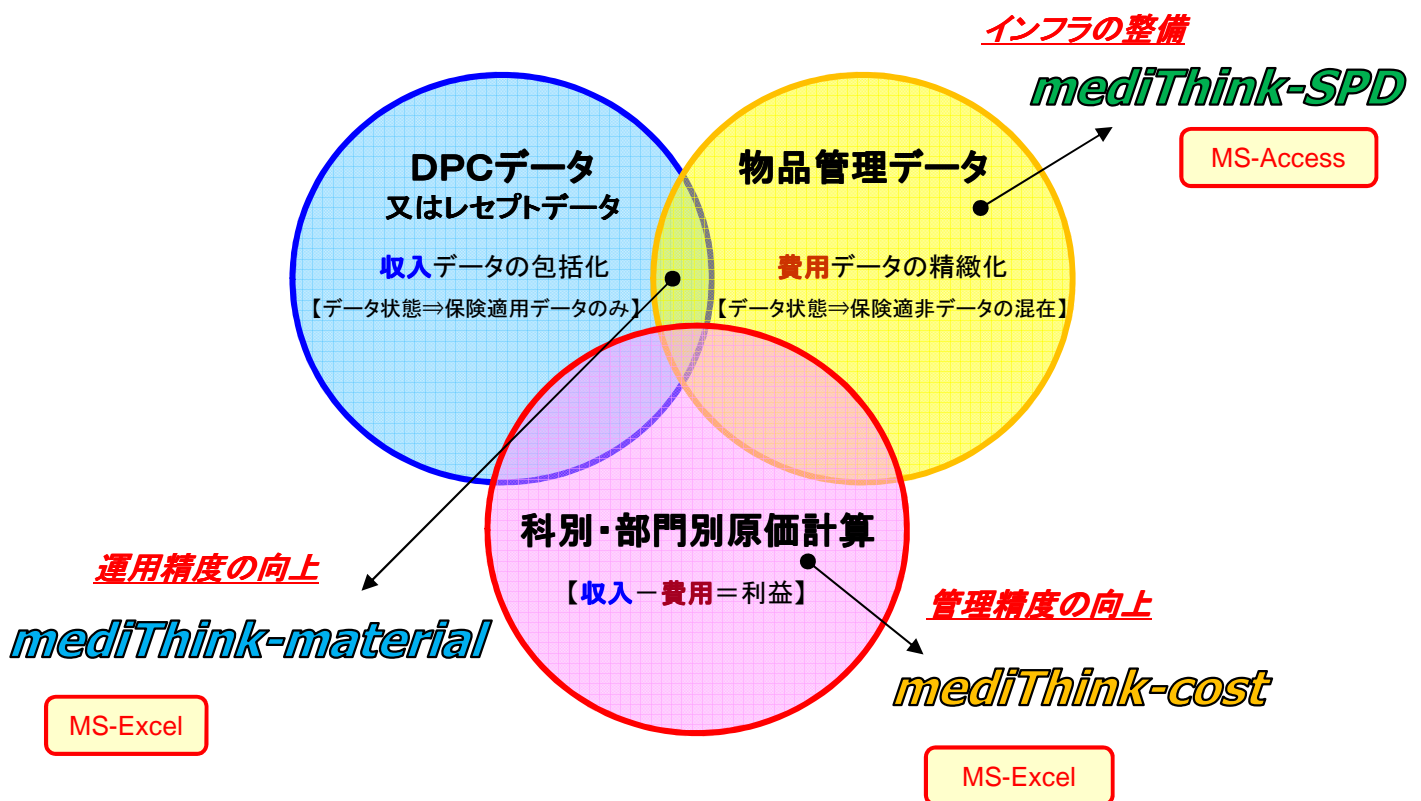 インフラの整備
mediThink-SPD
MS-Access
DPCデータ
又はレセプトデータ
収入データの包括化
【データ状態⇒保険適用データのみ】
物品管理データ
費用データの精緻化
【データ状態⇒保険適非データの混在】
科別・部門別原価計算
【収入－費用＝利益】
運用精度の向上
mediThink-material
MS-Excel
管理精度の向上
mediThink-cost
MS-Excel